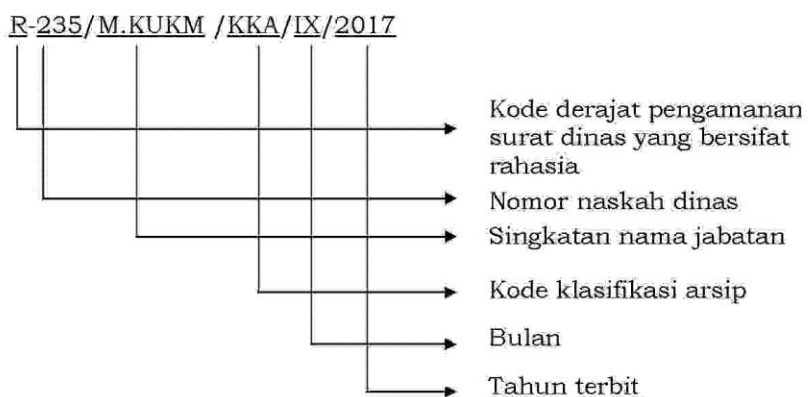 R-235/M.KUKM /KKA/IX/2017
Kode derajat pengamanan
surat dinas yang bersifat
rahasia
Nomor naskah dinas
Singkatan nama jabatan
Kode klasifikasi arsip
Bulan
Tahun terbit